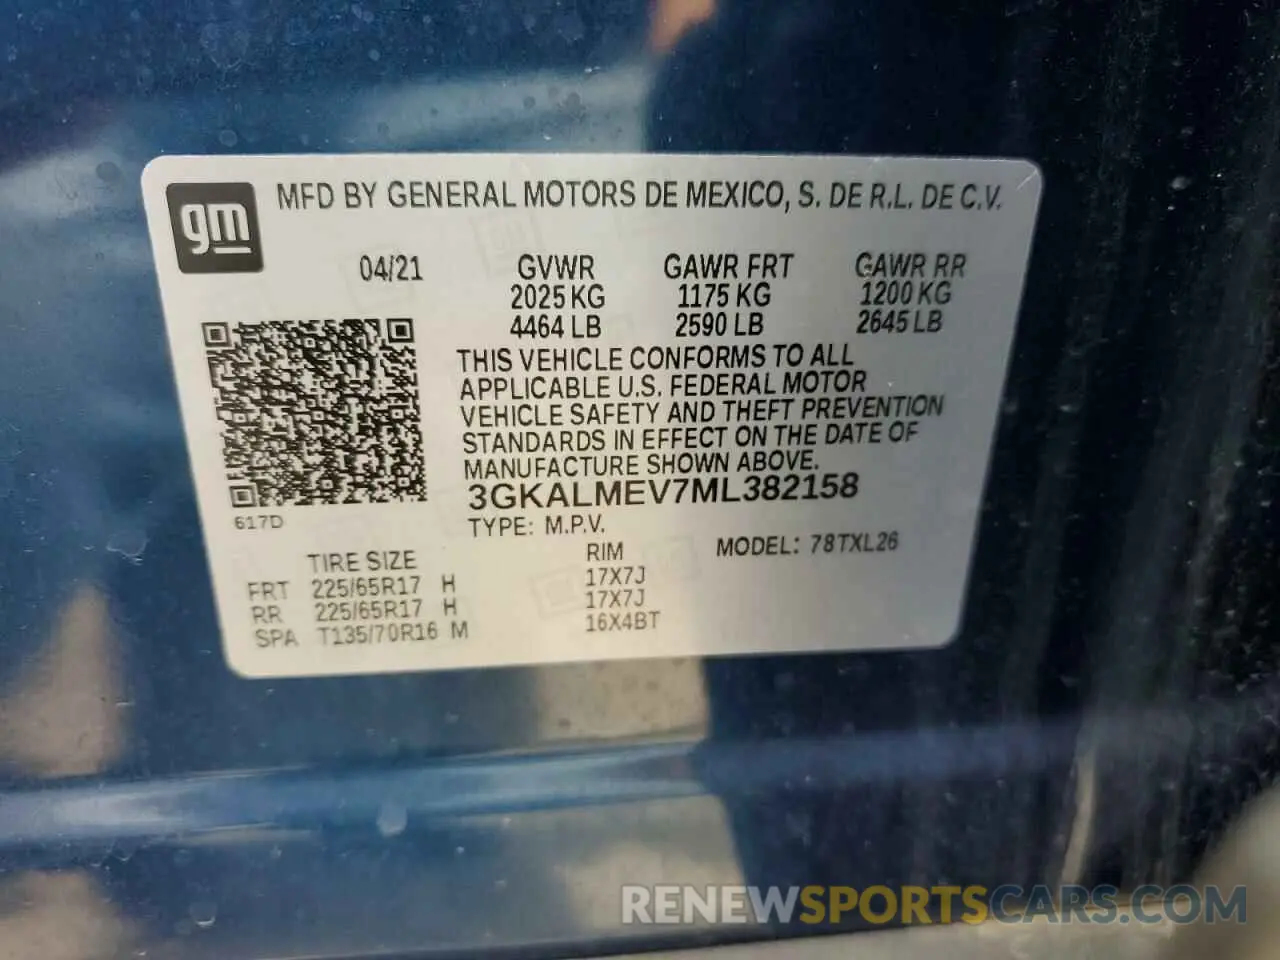 gm
MFD BY GENERAL MOTORS DE MEXICO, S. DE R.L. DE C.V.
04/21 GVWR GAWR FRT GAWR RR
2025 KG 1175 KG 1200 KG
4464 LB 2590 LB 2645 LB
THIS VEHICLE CONFORMS TO ALL
APPLICABLE U.S. FEDERAL MOTOR
VEHICLE SAFETY AND THEFT PREVENTION
STANDARDS IN EFFECT ON THE DATE OF
MANUFACTURE SHOWN ABOVE.
3GKALMEV7ML382158
617D
TYPE: M.P.V.
TIRE SIZE RIM MODEL: 78TXL26
FRT 225/65R17 H 17X7J
RR 225/65R17 H 17X7J
SPA T135/70R16 M 16X4BT
RENEWSPORTSCARS.COM